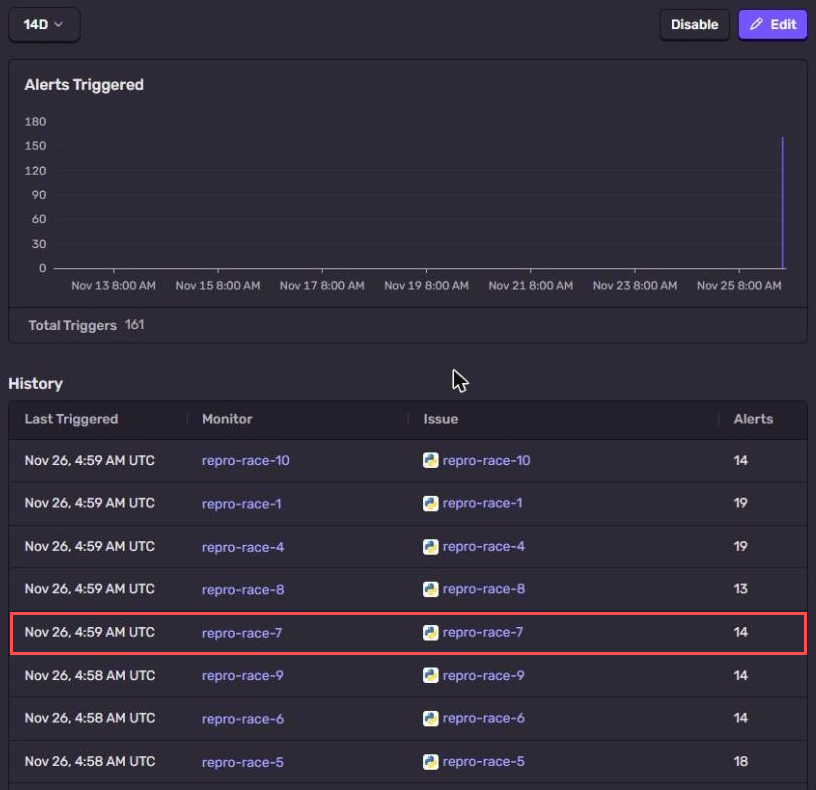 14D Disable Edit
Alerts Triggered
180
150
120
90
60
30
0
Nov 13 8:00 AM Nov 15 8:00 AM Nov 17 8:00 AM Nov 19 8:00 AM Nov 21 8:00 AM Nov 23 8:00 AM Nov 25 8:00 AM
Total Triggers 161
History
Last Triggered Monitor Issue Alerts
Nov 26, 4:59 AM UTC repro-race-10 repro-race-10 14
Nov 26, 4:59 AM UTC repro-race-1 repro-race-1 19
Nov 26, 4:59 AM UTC repro-race-4 repro-race-4 19
Nov 26, 4:59 AM UTC repro-race-8 repro-race-8 13
Nov 26, 4:59 AM UTC repro-race-7 repro-race-7 14
Nov 26, 4:58 AM UTC repro-race-9 repro-race-9 14
Nov 26, 4:58 AM UTC repro-race-6 repro-race-6 14
Nov 26, 4:58 AM UTC repro-race-5 repro-race-5 18